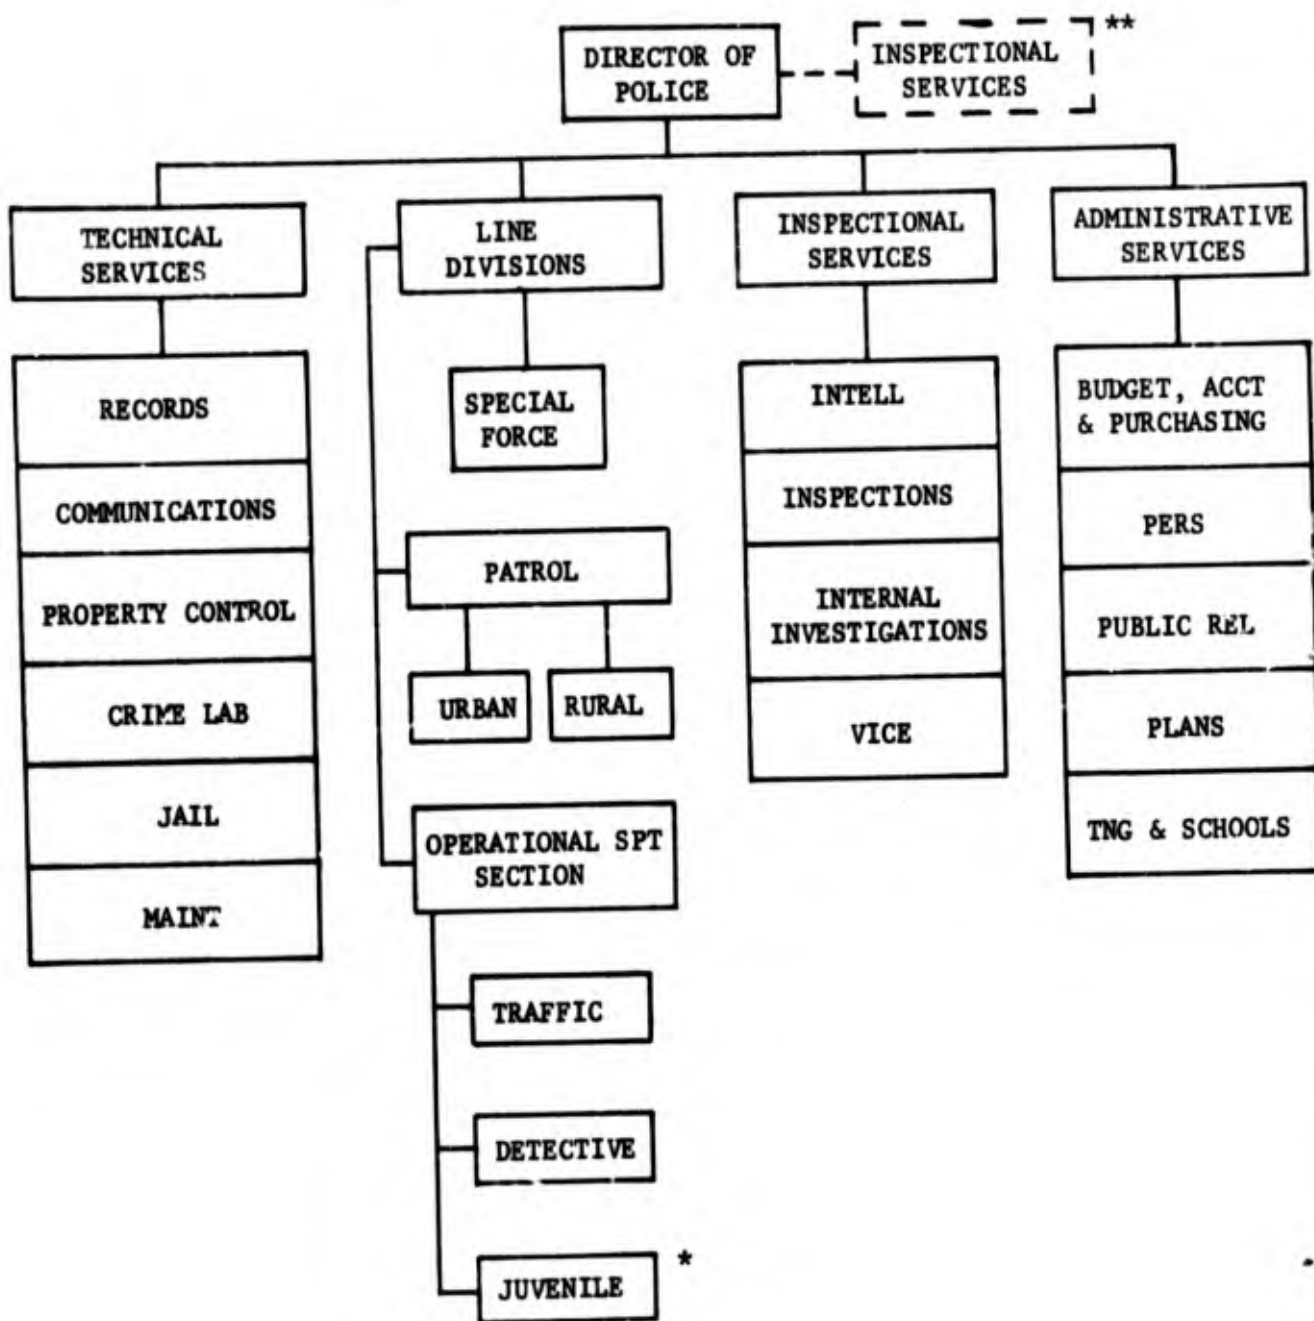 DIRECTOR OF
POLICE
INSPECTIONAL
SERVICES
**
TECHNICAL
SERVICES
LINE
DIVISIONS
INSPECTIONAL
SERVICES
ADMINISTRATIVE
SERVICES
RECORDS
COMMUNICATIONS
PROPERTY CONTROL
CRIME LAB
JAIL
MAINT
SPECIAL
FORCE
PATROL
URBAN
RURAL
OPERATIONAL SPT
SECTION
TRAFFIC
DETECTIVE
JUVENILE
*
INTELL
INSPECTIONS
INTERNAL
INVESTIGATIONS
VICE
BUDGET, ACCT
& PURCHASING
PERS
PUBLIC REL
PLANS
TNG & SCHOOLS